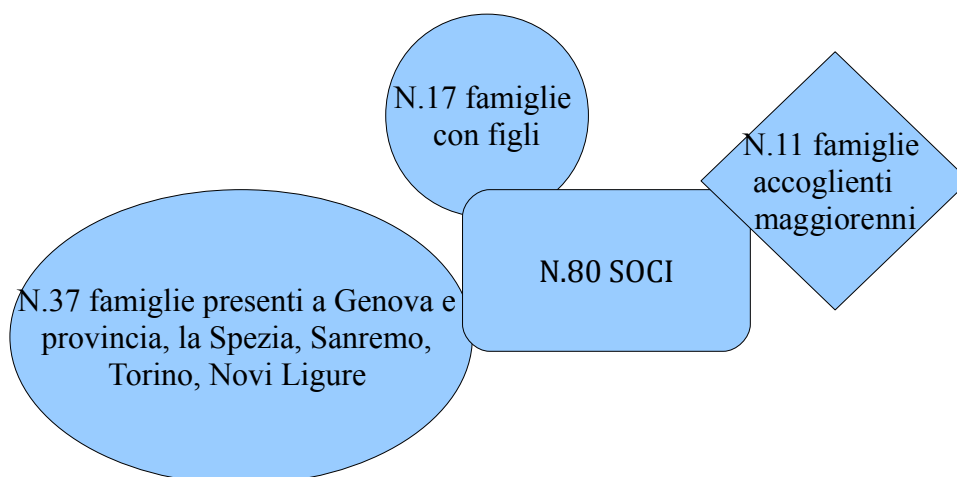 N.17 famiglie
con figli
N.11 famiglie
accoglienti
maggiorenni
N.80 SOCI
N.37 famiglie presenti a Genova e
provincia, la Spezia, Sanremo,
Torino, Novi Ligure